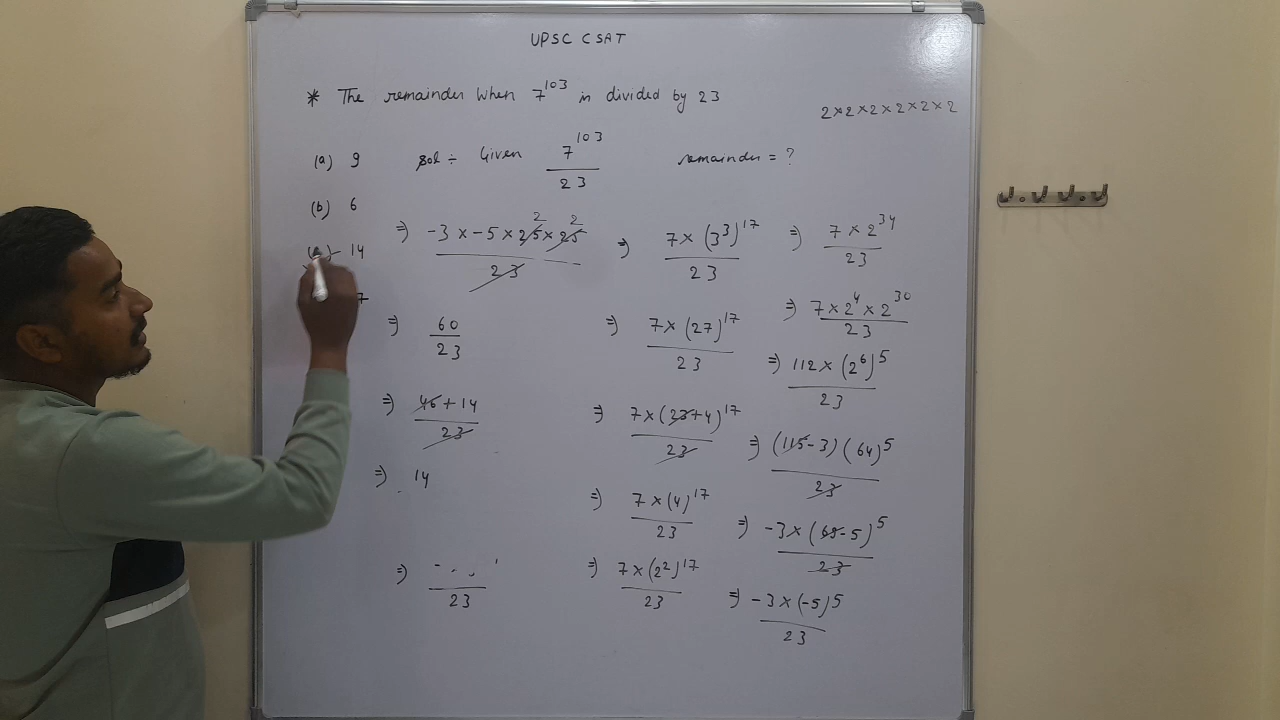 UPSC CSAT
* The remainder when 7^103 is divided by 23
2×2×2×2×2×2
(a) 9
sol ÷ Given 7^103 / 23 remainder = ?
(b) 6
14
7
⇒ -3 × -5 × 25 × 25 / 23
2 2
⇒ 60 / 23
⇒ 46 + 14 / 23
⇒ 14
⇒ / 23
⇒ 7 × (3^3)^17 / 23
⇒ 7 × (27)^17 / 23
⇒ 7 × (23+4)^17 / 23
⇒ 7 × (4)^17 / 23
⇒ 7 × (2^2)^17 / 23
⇒ 7 × 2^34 / 23
⇒ 7 × 2^4 × 2^30 / 23
⇒ 112 × (2^6)^5 / 23
⇒ (115-3) (64)^5 / 23
⇒ -3 × (69-5)^5 / 23
⇒ -3 × (-5)^5 / 23